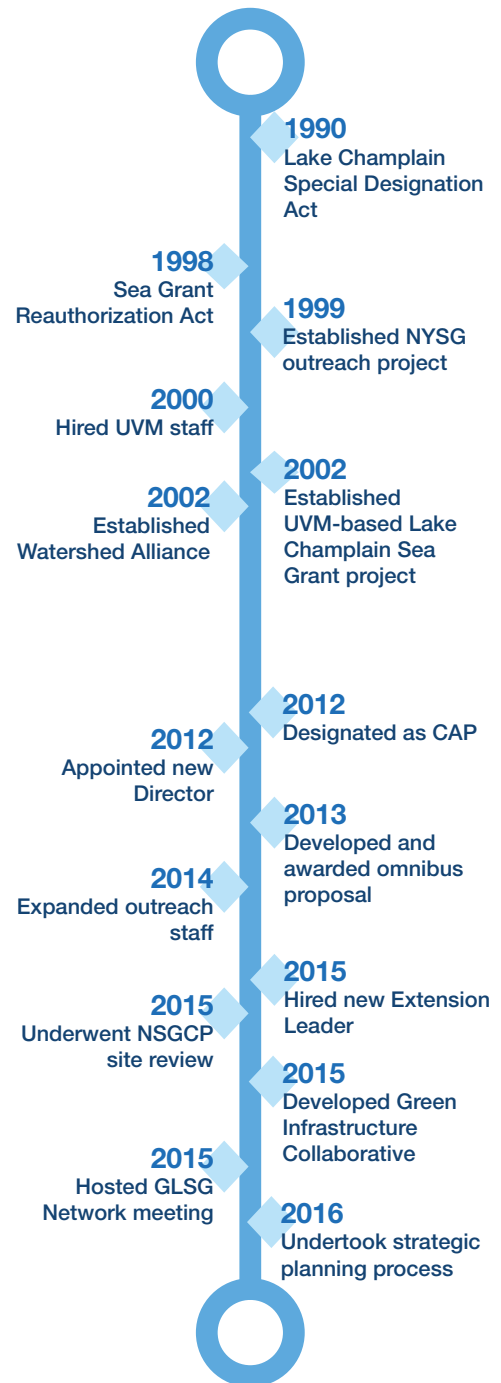 1990
Lake Champlain
Special Designation
Act
1998
Sea Grant
Reauthorization Act
1999
Established NYSG
outreach project
2000
Hired UVM staff
2002
Established
UVM-based Lake
Champlain Sea
Grant project
2002
Established
Watershed Alliance
2012
Designated as CAP
2012
Appointed new
Director
2013
Developed and
awarded omnibus
proposal
2014
Expanded outreach
staff
2015
Hired new Extension
Leader
2015
Underwent NSGCP
site review
2015
Developed Green
Infrastructure
Collaborative
2015
Hosted GLSG
Network meeting
2016
Undertook strategic
planning process